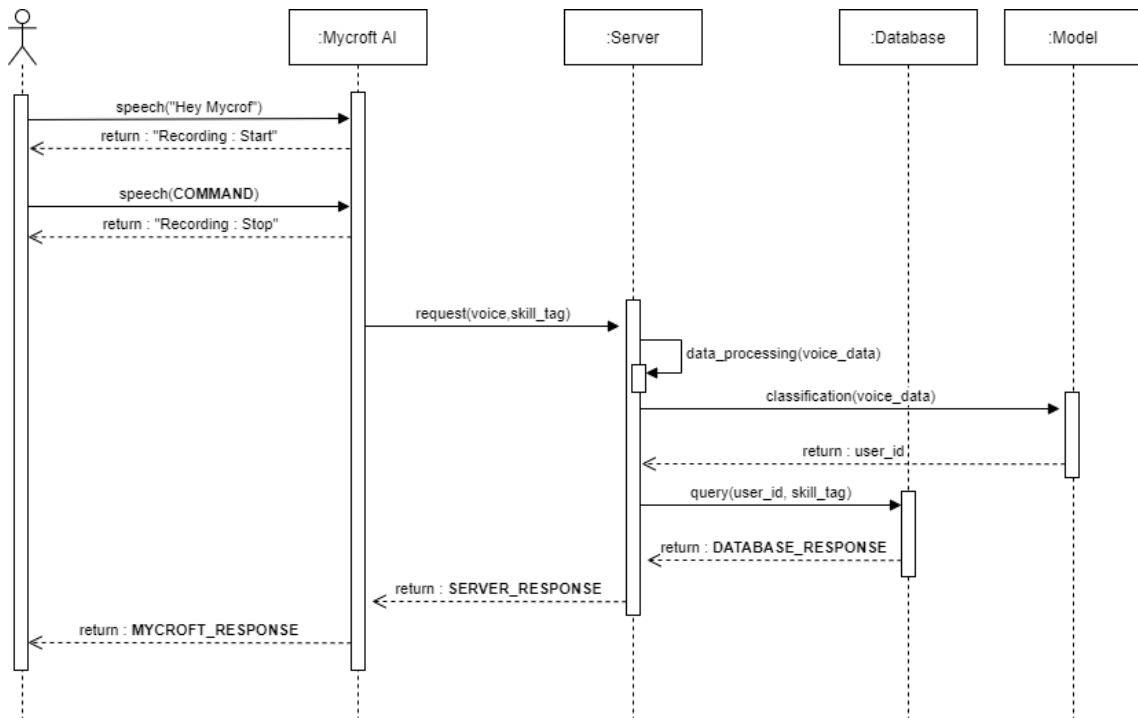 :Mycroft AI
:Server
:Database
:Model
speech("Hey Mycrof")
return : "Recording : Start"
speech(COMMAND)
return : "Recording : Stop"
request(voice,skill_tag)
data_processing(voice_data)
classification(voice_data)
return : user_id
query(user_id, skill_tag)
return : DATABASE_RESPONSE
return : SERVER_RESPONSE
return : MYCROFT_RESPONSE